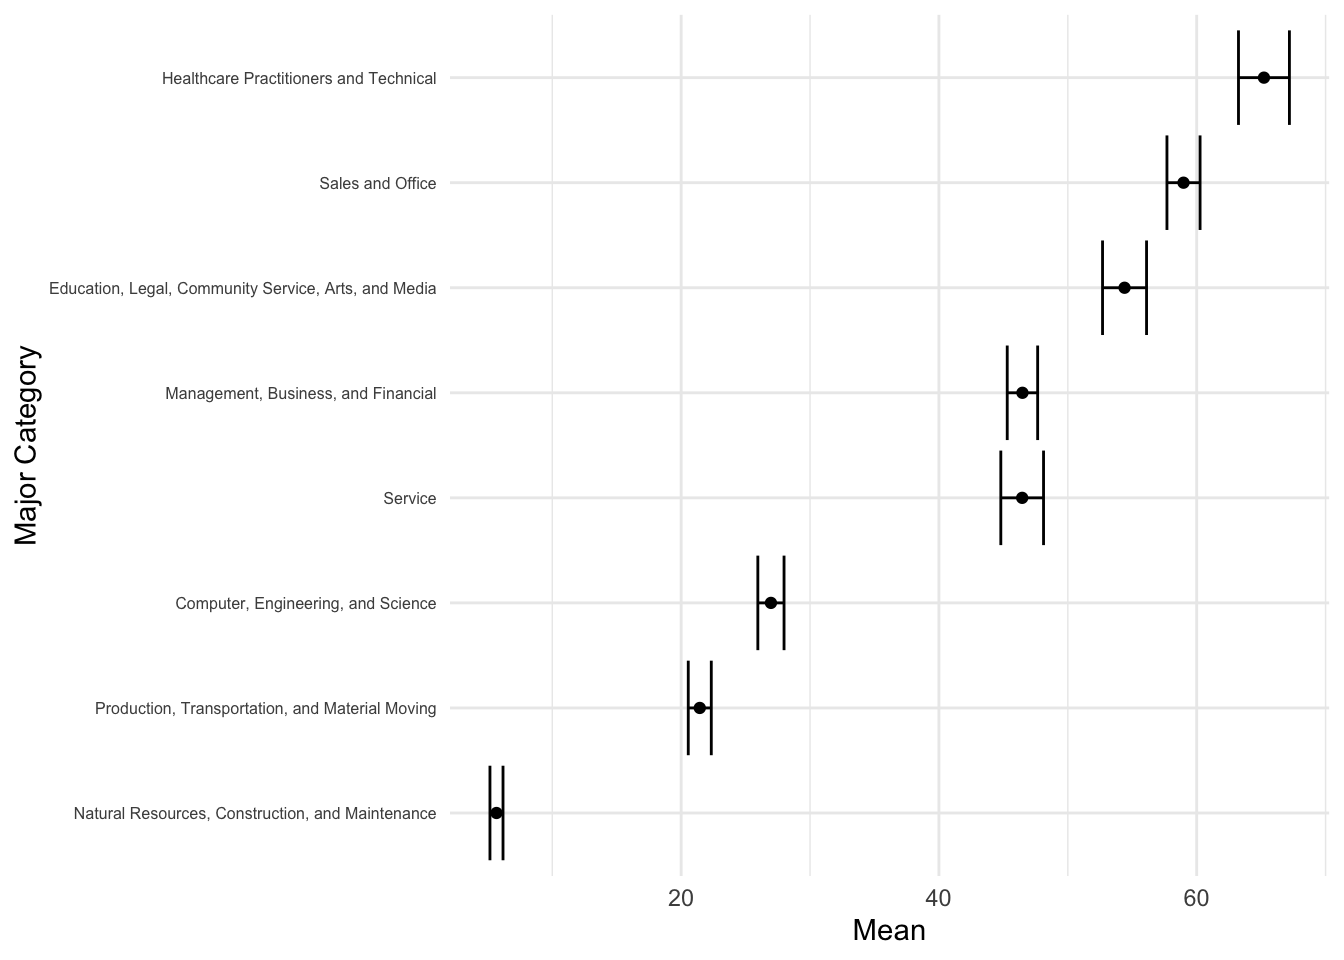 Healthcare Practitioners and Technical
Sales and Office
Education, Legal, Community Service, Arts, and Media
Management, Business, and Financial
Service
Computer, Engineering, and Science
Production, Transportation, and Material Moving
Natural Resources, Construction, and Maintenance
Major Category
20 40 60
Mean